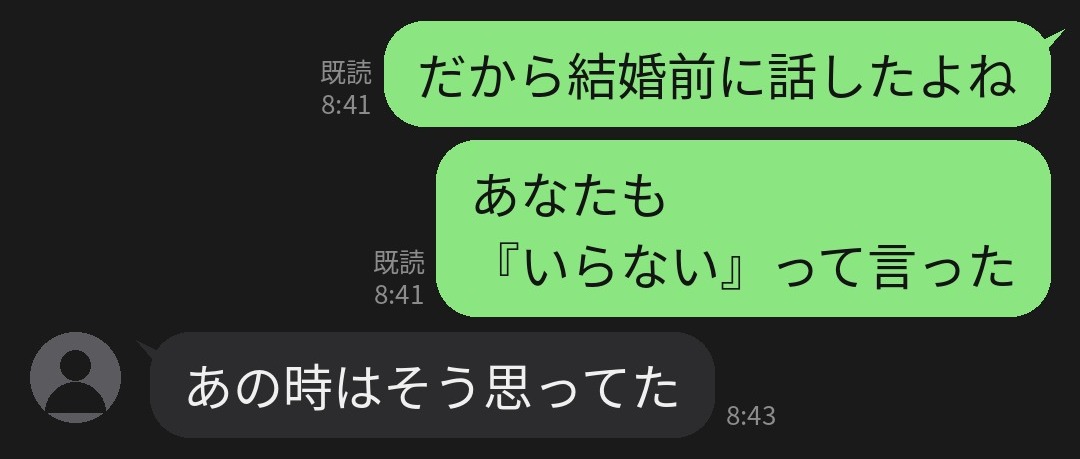 だから結婚前に話したよね
既読
8:41
あなたも
『いらない』って言った
既読
8:41
あの時はそう思ってた
8:43